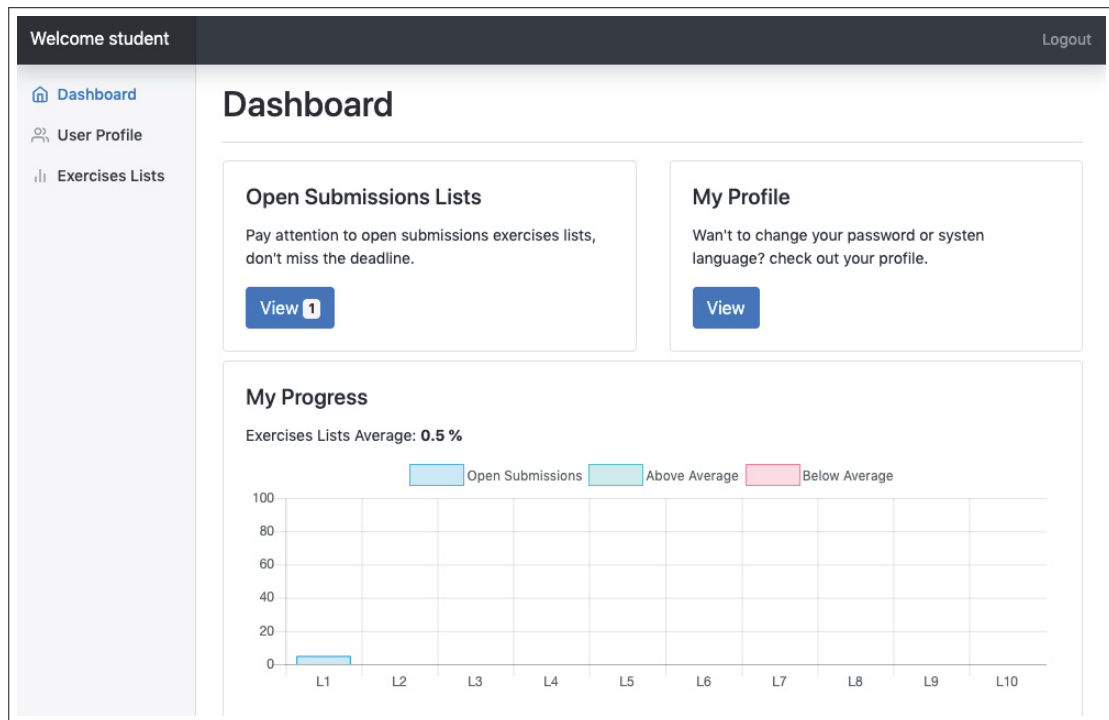 Welcome student
Logout
Dashboard
User Profile
Exercises Lists
Dashboard
Open Submissions Lists
Pay attention to open submissions exercises lists,
don't miss the deadline.
View 1
My Profile
Wan't to change your password or systen
language? check out your profile.
View
My Progress
Exercises Lists Average: 0.5 %
Open Submissions Above Average Below Average
100
80
60
40
20
0
L1 L2 L3 L4 L5 L6 L7 L8 L9 L10